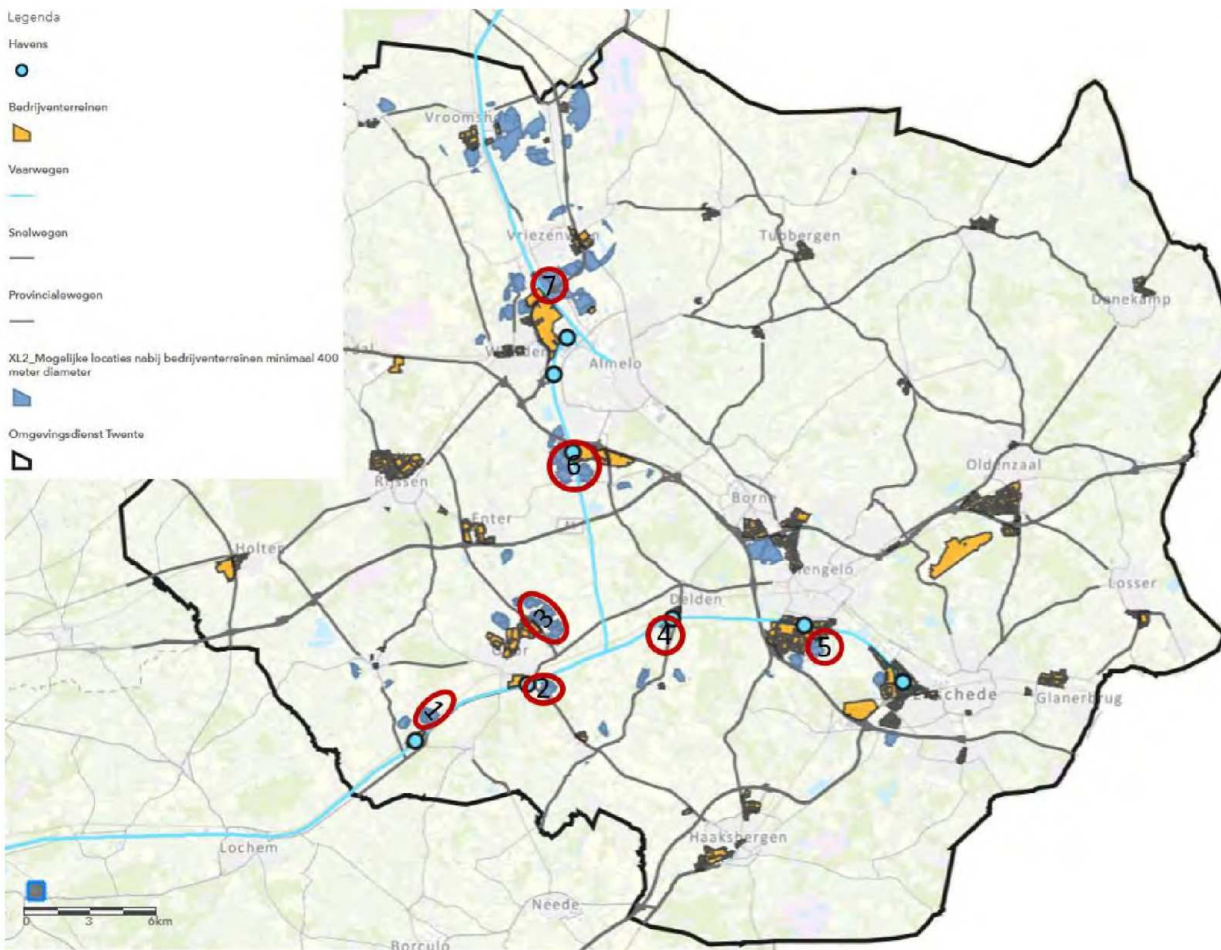 Legenda
Havens
Bedrijventerreinen
Vaarwegen
Snelwegen
Provincialewegen
XL2_Mogelijke locaties nabij bedrijventerreinen minimaal 400
meter diameter
Omgevingsdienst Twente
Vriezenveen
7
Tubbergen
Denekamp
Almelo
6
Oldenzaal
Rijssen
Borne
Enter
Holten
Hengelo
Losser
Delden
3
4
5
2
Enschede
Glanerbrug
1
Haaksbergen
Lochem
0 3 6km
Neede
Borculo